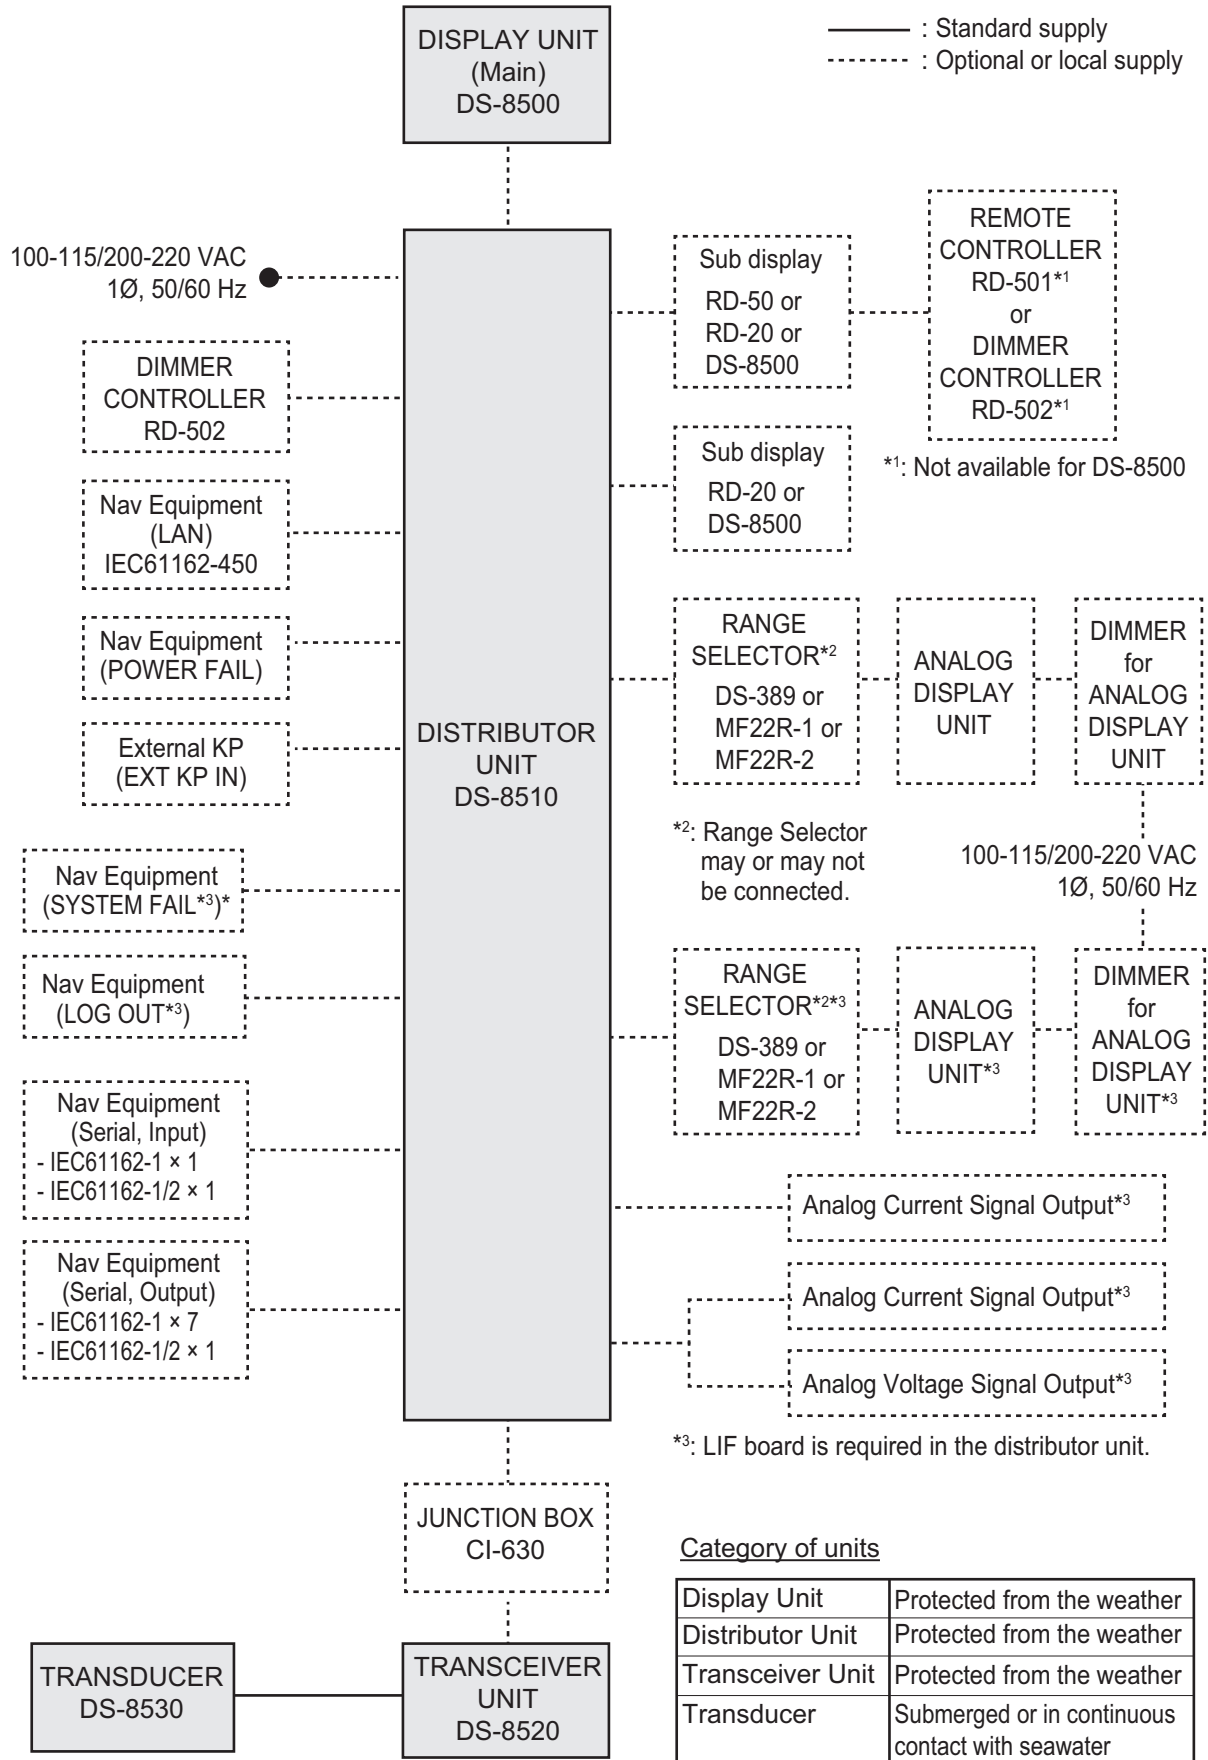 DISPLAY UNIT
(Main)
DS-8500
: Standard supply
: Optional or local supply
100-115/200-220 VAC
1Ø, 50/60 Hz
DIMMER
CONTROLLER
RD-502
Nav Equipment
(LAN)
IEC61162-450
Nav Equipment
(POWER FAIL)
External KP
(EXT KP IN)
Nav Equipment
(SYSTEM FAIL*3)*
Nav Equipment
(LOG OUT*3)
Nav Equipment
(Serial, Input)
- IEC61162-1 × 1
- IEC61162-1/2 × 1
Nav Equipment
(Serial, Output)
- IEC61162-1 × 7
- IEC61162-1/2 × 1
DISTRIBUTOR
UNIT
DS-8510
Sub display
RD-50 or
RD-20 or
DS-8500
REMOTE
CONTROLLER
RD-501*1
or
DIMMER
CONTROLLER
RD-502*1
*1: Not available for DS-8500
Sub display
RD-20 or
DS-8500
RANGE
SELECTOR*2
DS-389 or
MF22R-1 or
MF22R-2
ANALOG
DISPLAY
UNIT
DIMMER
for
ANALOG
DISPLAY
UNIT
*2: Range Selector
may or may not
be connected.
100-115/200-220 VAC
1Ø, 50/60 Hz
RANGE
SELECTOR*2*3
DS-389 or
MF22R-1 or
MF22R-2
ANALOG
DISPLAY
UNIT*3
DIMMER
for
ANALOG
DISPLAY
UNIT*3
Analog Current Signal Output*3
Analog Current Signal Output*3
Analog Voltage Signal Output*3
*3: LIF board is required in the distributor unit.
JUNCTION BOX
CI-630
TRANSDUCER
DS-8530
TRANSCEIVER
UNIT
DS-8520
Category of units
Display Unit Protected from the weather
Distributor Unit Protected from the weather
Transceiver Unit Protected from the weather
Transducer Submerged or in continuous
contact with seawater